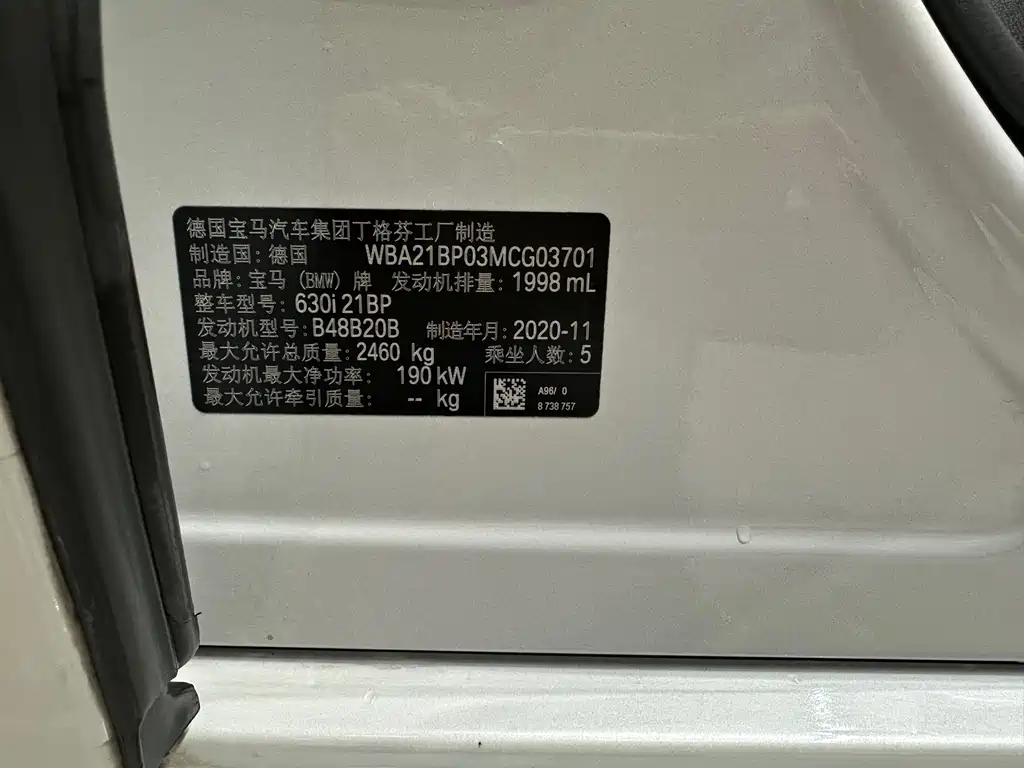 德国宝马汽车集团丁格芬工厂制造
制造国：德国 WBA21BP03MCG03701
品牌：宝马（BMW）牌 发动机排量：1998 mL
整车型号：630i 21BP
发动机型号：B48B20B 制造年月：2020-11
最大允许总质量：2460 kg 乘坐人数：5
发动机最大净功率： 190 kW
最大允许牵引质量： -- kg
A96/ 0
8 738 757